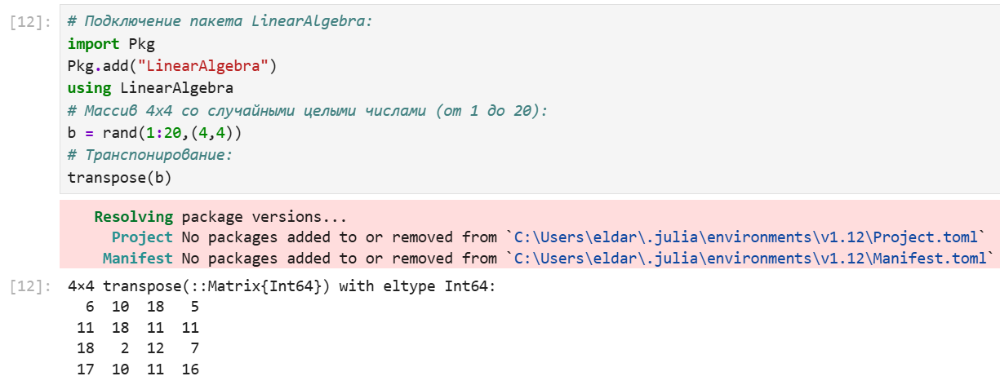 [12]: # Подключение пакета LinearAlgebra:
import Pkg
Pkg.add("LinearAlgebra")
using LinearAlgebra
# Массив 4x4 со случайными целыми числами (от 1 до 20):
b = rand(1:20,(4,4))
# Транспонирование:
transpose(b)
Resolving package versions...
Project No packages added to or removed from `C:\Users\eldar\.julia\environments\v1.12\Project.toml`
Manifest No packages added to or removed from `C:\Users\eldar\.julia\environments\v1.12\Manifest.toml`
[12]: 4×4 transpose(::Matrix{Int64}) with eltype Int64:
6 10 18 5
11 18 11 11
18 2 12 7
17 10 11 16